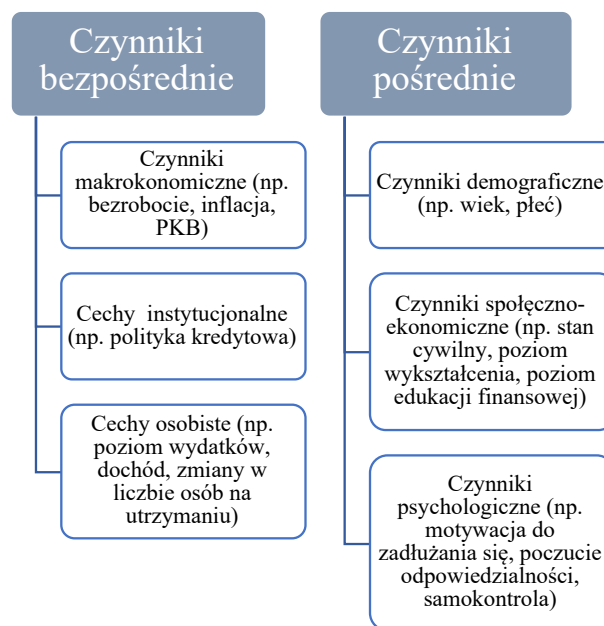 Czynniki
bezpośrednie
Czynniki
makrokonomiczne (np.
bezrobocie, inflacja,
PKB)
Cechy instytucjonalne
(np. polityka kredytowa)
Cechy osobiste (np.
poziom wydatków,
dochód, zmiany w
liczbie osób na
utrzymaniu)
Czynniki
pośrednie
Czynniki demograficzne
(np. wiek, płeć)
Czynniki społęczno-
ekonomiczne (np. stan
cywilny, poziom
wykształcenia, poziom
edukacji finansowej)
Czynniki
psychologiczne (np.
motywacja do
zadłużania się, poczucie
odpowiedzialności,
samokontrola)